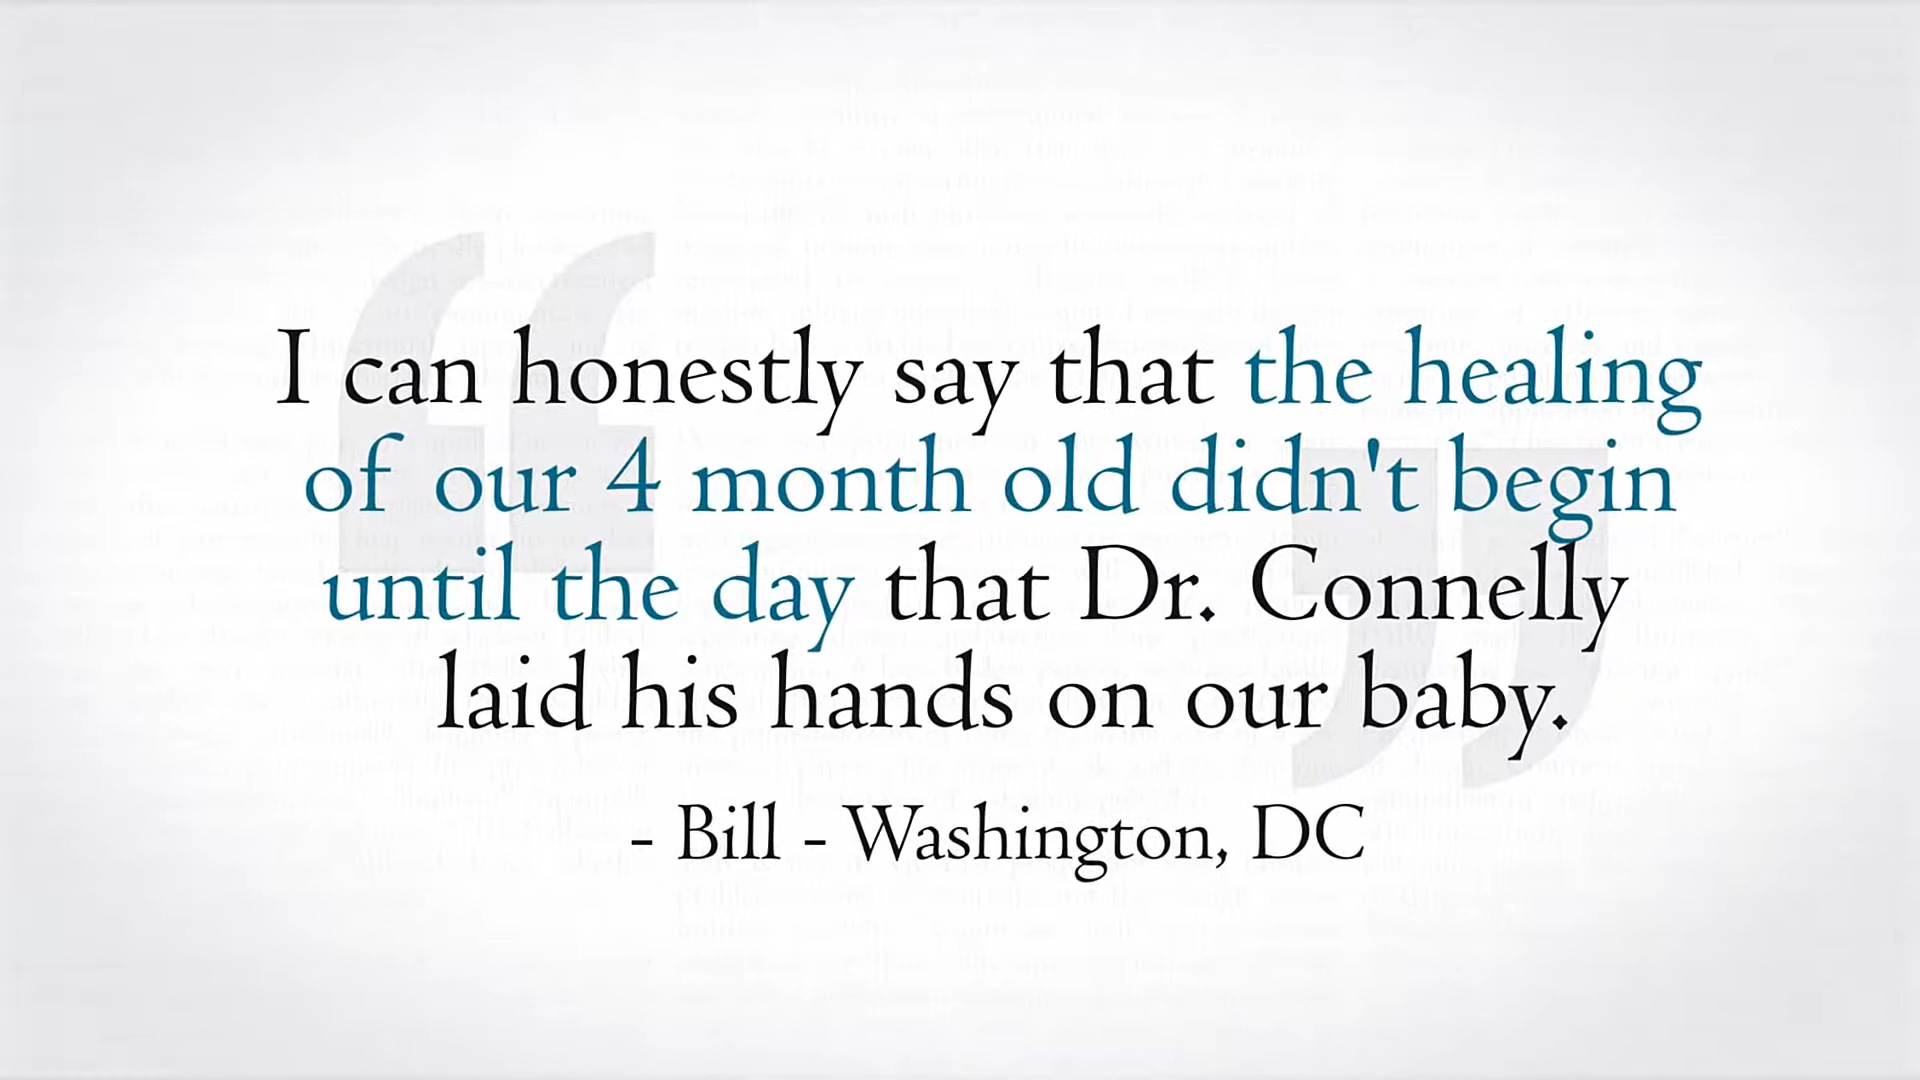 I can honestly say that the healing
of our 4 month old didn't begin
until the day that Dr. Connelly
laid his hands on our baby.
- Bill - Washington, DC